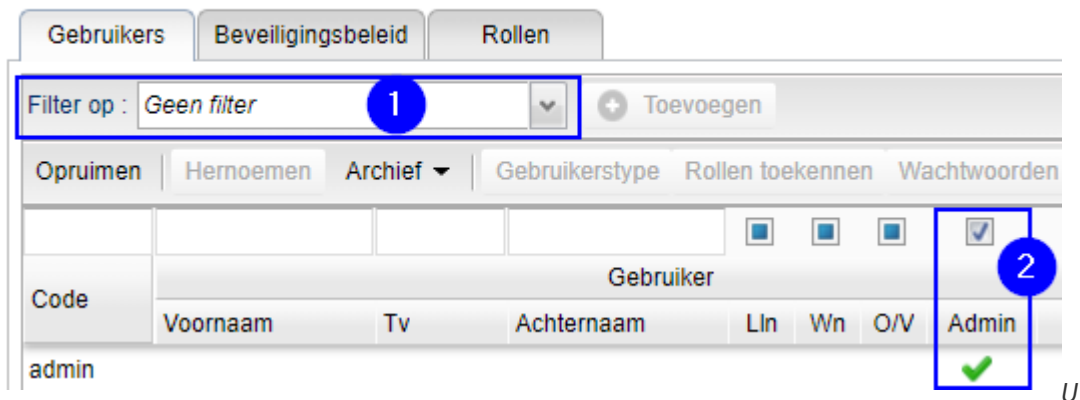 Gebruikers Beveiligingsbeleid Rollen
Filter op : Geen filter 1 Toevoegen
Opruimen Hernoemen Archief Gebruikerstype Rollen toekennen Wachtwoorden
2
Gebruiker
Code
Voornaam Tv Achternaam Lln Wn O/V Admin
admin
U